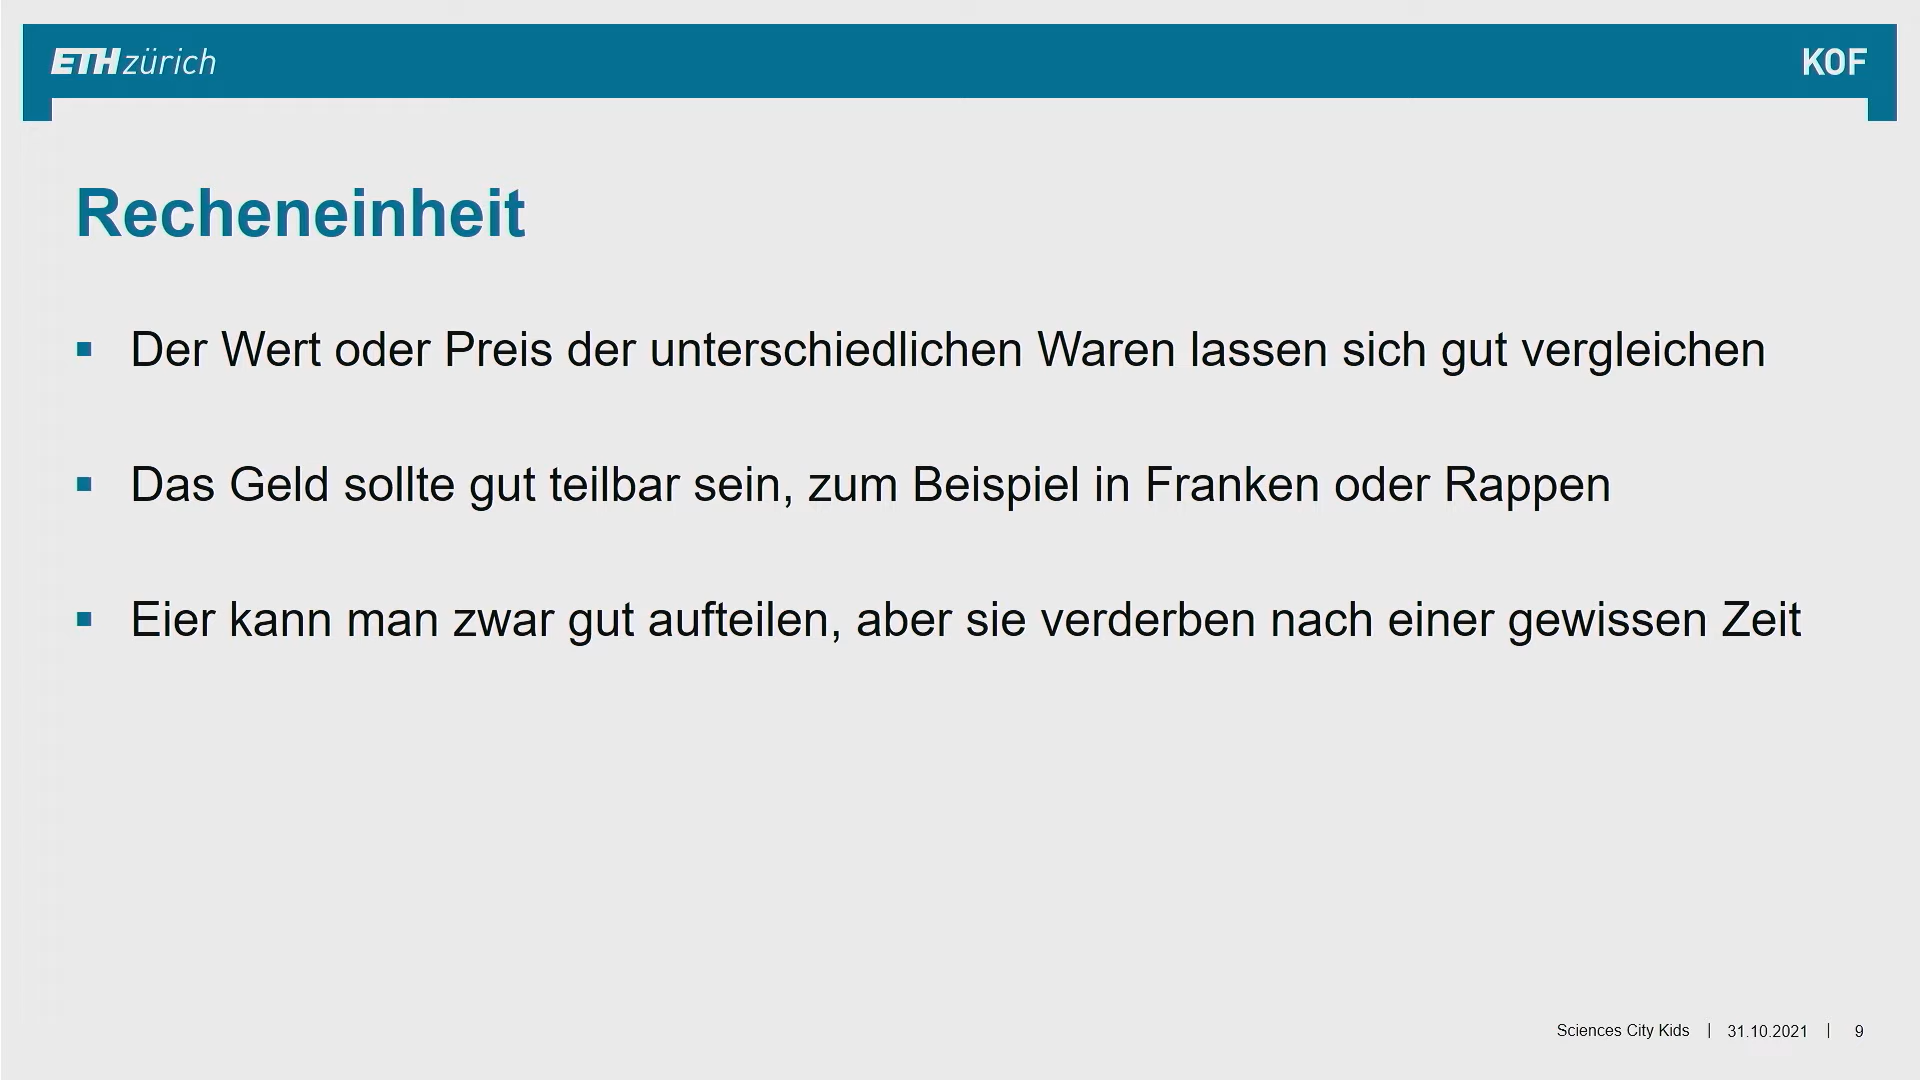 ETH zürich
KOF
Recheneinheit
▪ Der Wert oder Preis der unterschiedlichen Waren lassen sich gut vergleichen
▪ Das Geld sollte gut teilbar sein, zum Beispiel in Franken oder Rappen
▪ Eier kann man zwar gut aufteilen, aber sie verderben nach einer gewissen Zeit
Sciences City Kids | 31.10.2021 | 9